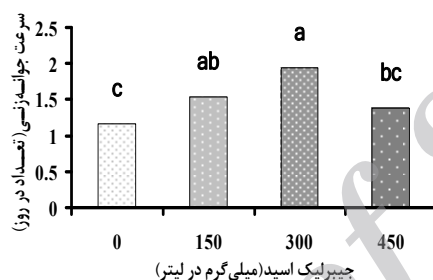 سرعت جوانه‌زنی(تعداد در روز)
2.5
2
1.5
1
0.5
0
c
ab
a
bc
0 150 300 450
جیبرلیک اسید(میلی‌گرم در لیتر)